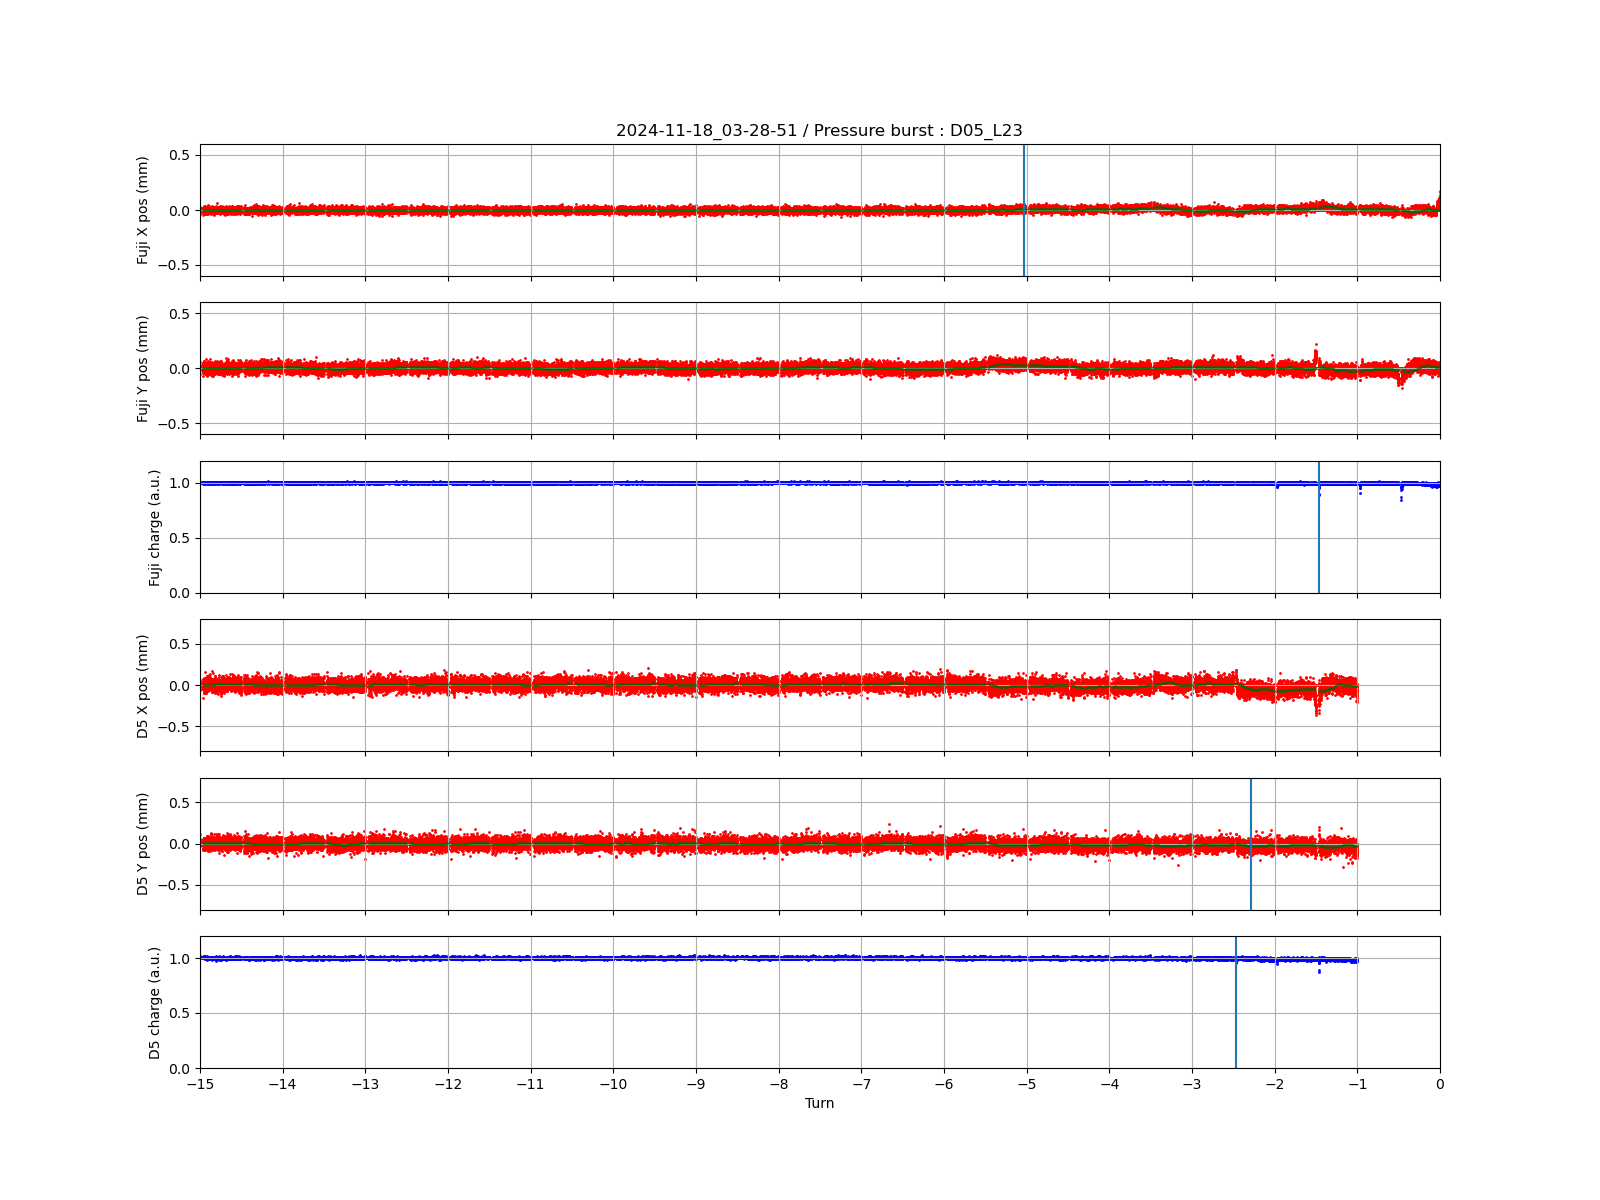 2024-11-18_03-28-51 / Pressure burst : D05_L23
Fuji X pos (mm)
0.5
0.0
−0.5
Fuji Y pos (mm)
0.5
0.0
−0.5
Fuji charge (a.u.)
1.0
0.5
0.0
D5 X pos (mm)
0.5
0.0
−0.5
D5 Y pos (mm)
0.5
0.0
−0.5
D5 charge (a.u.)
1.0
0.5
0.0
−15 −14 −13 −12 −11 −10 −9 −8 −7 −6 −5 −4 −3 −2 −1 0
Turn